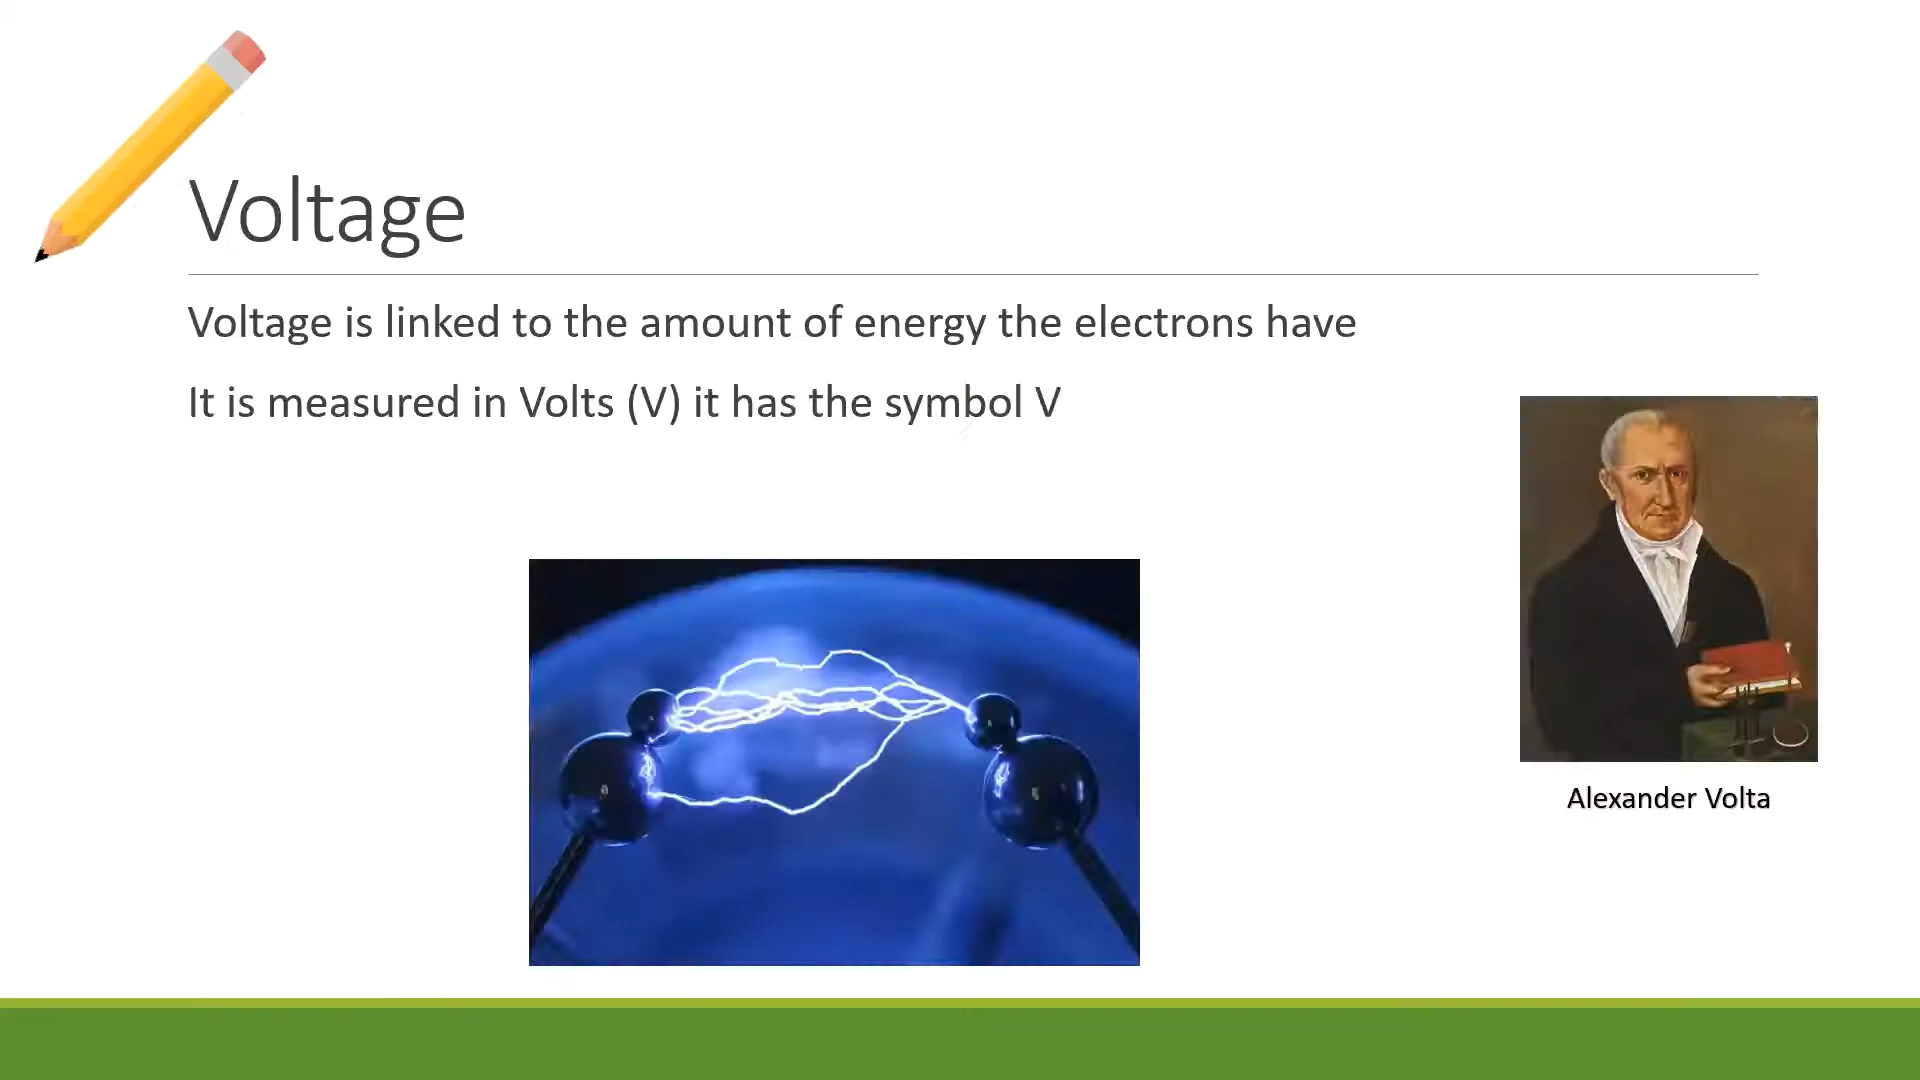 Voltage
Voltage is linked to the amount of energy the electrons have
It is measured in Volts (V) it has the symbol V
Alexander Volta